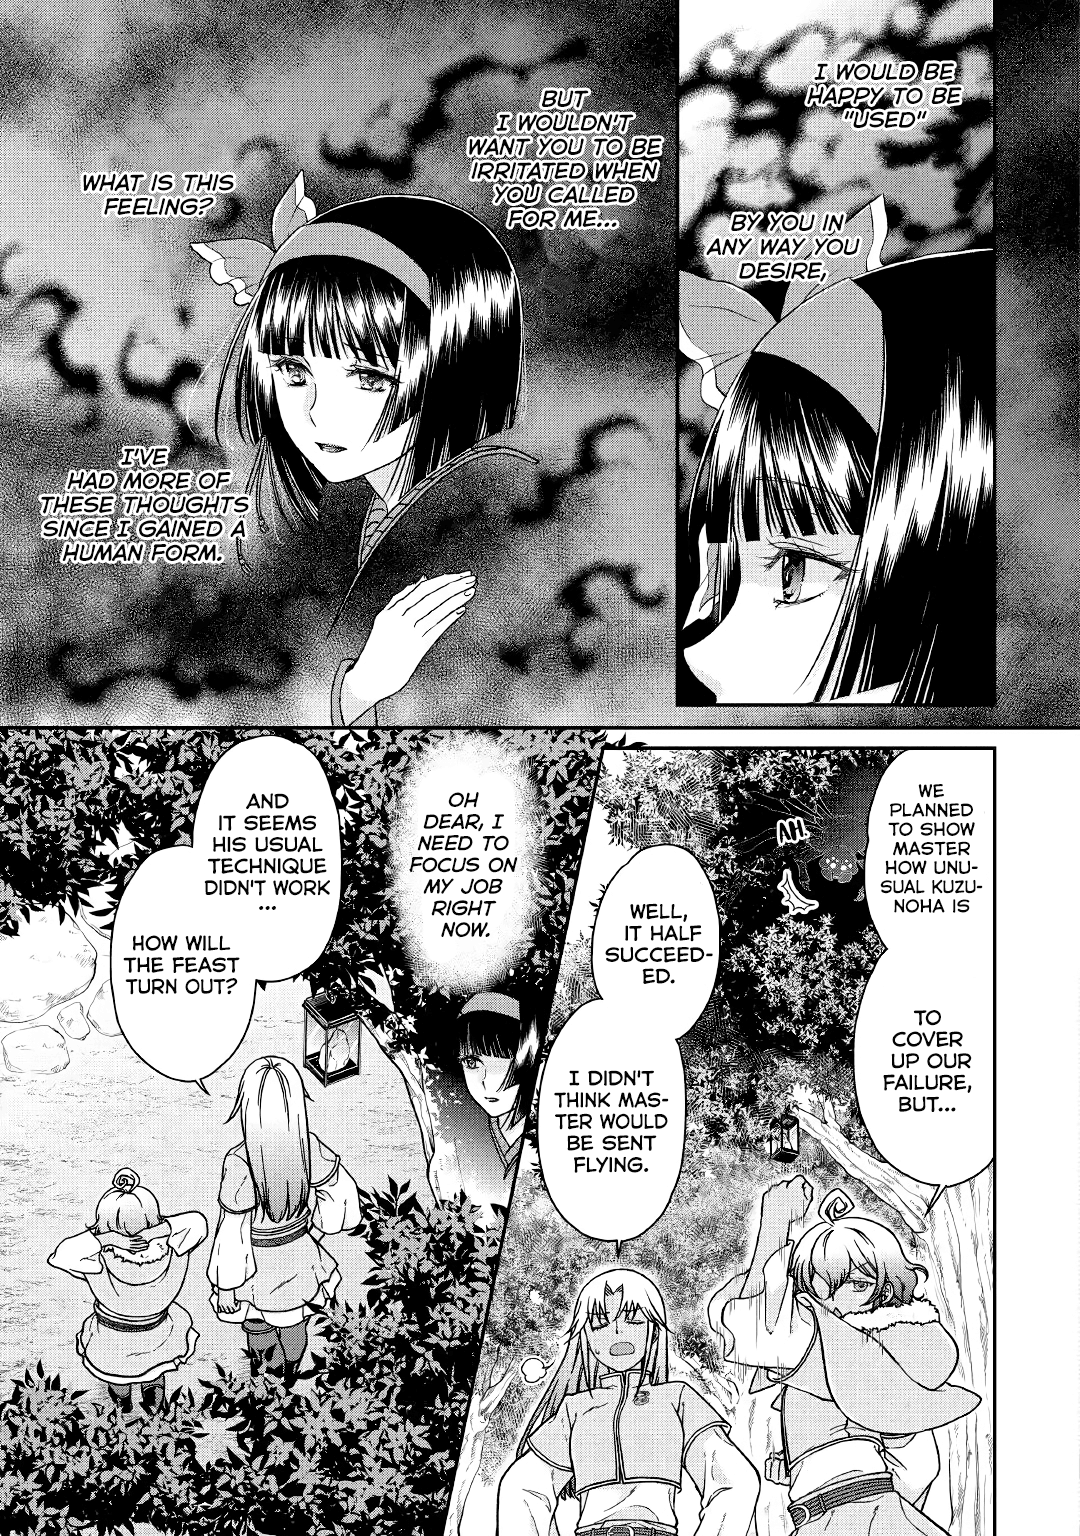 I WOULD BE
HAPPY TO BE
"USED"
BY YOU IN
ANY WAY YOU
DESIRE,
BUT
I WOULDN'T
WANT YOU TO BE
IRRITATED WHEN
YOU CALLED
FOR ME...
WHAT IS THIS
FEELING?
I'VE
HAD MORE OF
THESE THOUGHTS
SINCE I GAINED A
HUMAN FORM.
WE
PLANNED
TO SHOW
MASTER
HOW UNU-
SUAL KUZU-
NOHA IS
TO
COVER
UP OUR
FAILURE,
BUT...
AH.
WELL,
IT HALF
SUCCEED-
ED.
I DIDN'T
THINK MAS-
TER WOULD
BE SENT
FLYING.
OH
DEAR, I
NEED TO
FOCUS ON
MY JOB
RIGHT
NOW.
AND
IT SEEMS
HIS USUAL
TECHNIQUE
DIDN'T WORK
...
HOW WILL
THE FEAST
TURN OUT?